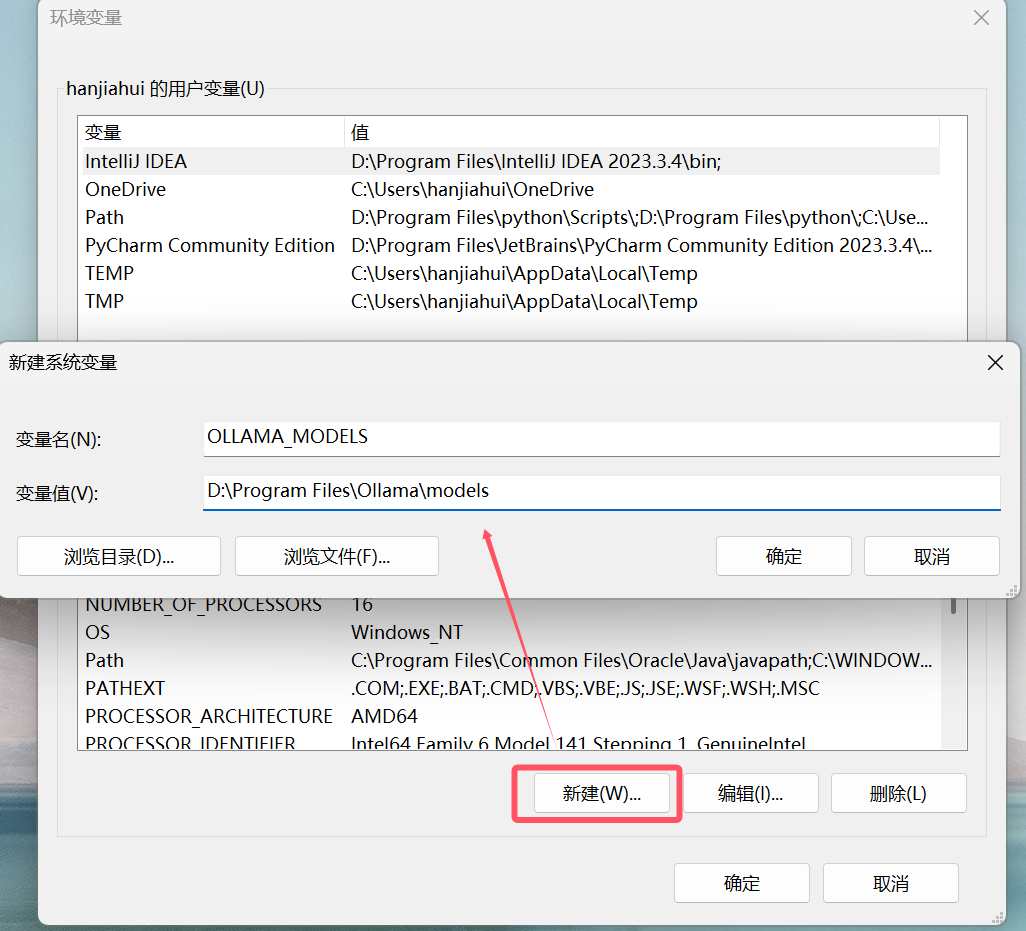 环境变量
hanjiahui 的用户变量(U)
变量 值
IntelliJ IDEA D:\Program Files\IntelliJ IDEA 2023.3.4\bin;
OneDrive C:\Users\hanjiahui\OneDrive
Path D:\Program Files\python\Scripts\;D:\Program Files\python\;C:\Use...
PyCharm Community Edition D:\Program Files\JetBrains\PyCharm Community Edition 2023.3.4\...
TEMP C:\Users\hanjiahui\AppData\Local\Temp
TMP C:\Users\hanjiahui\AppData\Local\Temp
新建系统变量
变量名(N): OLLAMA_MODELS
变量值(V): D:\Program Files\Ollama\models
浏览目录(D)... 浏览文件(F)... 确定 取消
NUMBER_OF_PROCESSORS 16
OS Windows_NT
Path C:\Program Files\Common Files\Oracle\Java\javapath;C:\WINDOW...
PATHEXT .COM;.EXE;.BAT;.CMD;.VBS;.VBE;.JS;.JSE;.WSF;.WSH;.MSC
PROCESSOR_ARCHITECTURE AMD64
PROCESSOR_IDENTIFIER Intel64 Family 6 Model 141 Stepping 1, GenuineIntel
新建(W)... 编辑(I)... 删除(L)
确定 取消